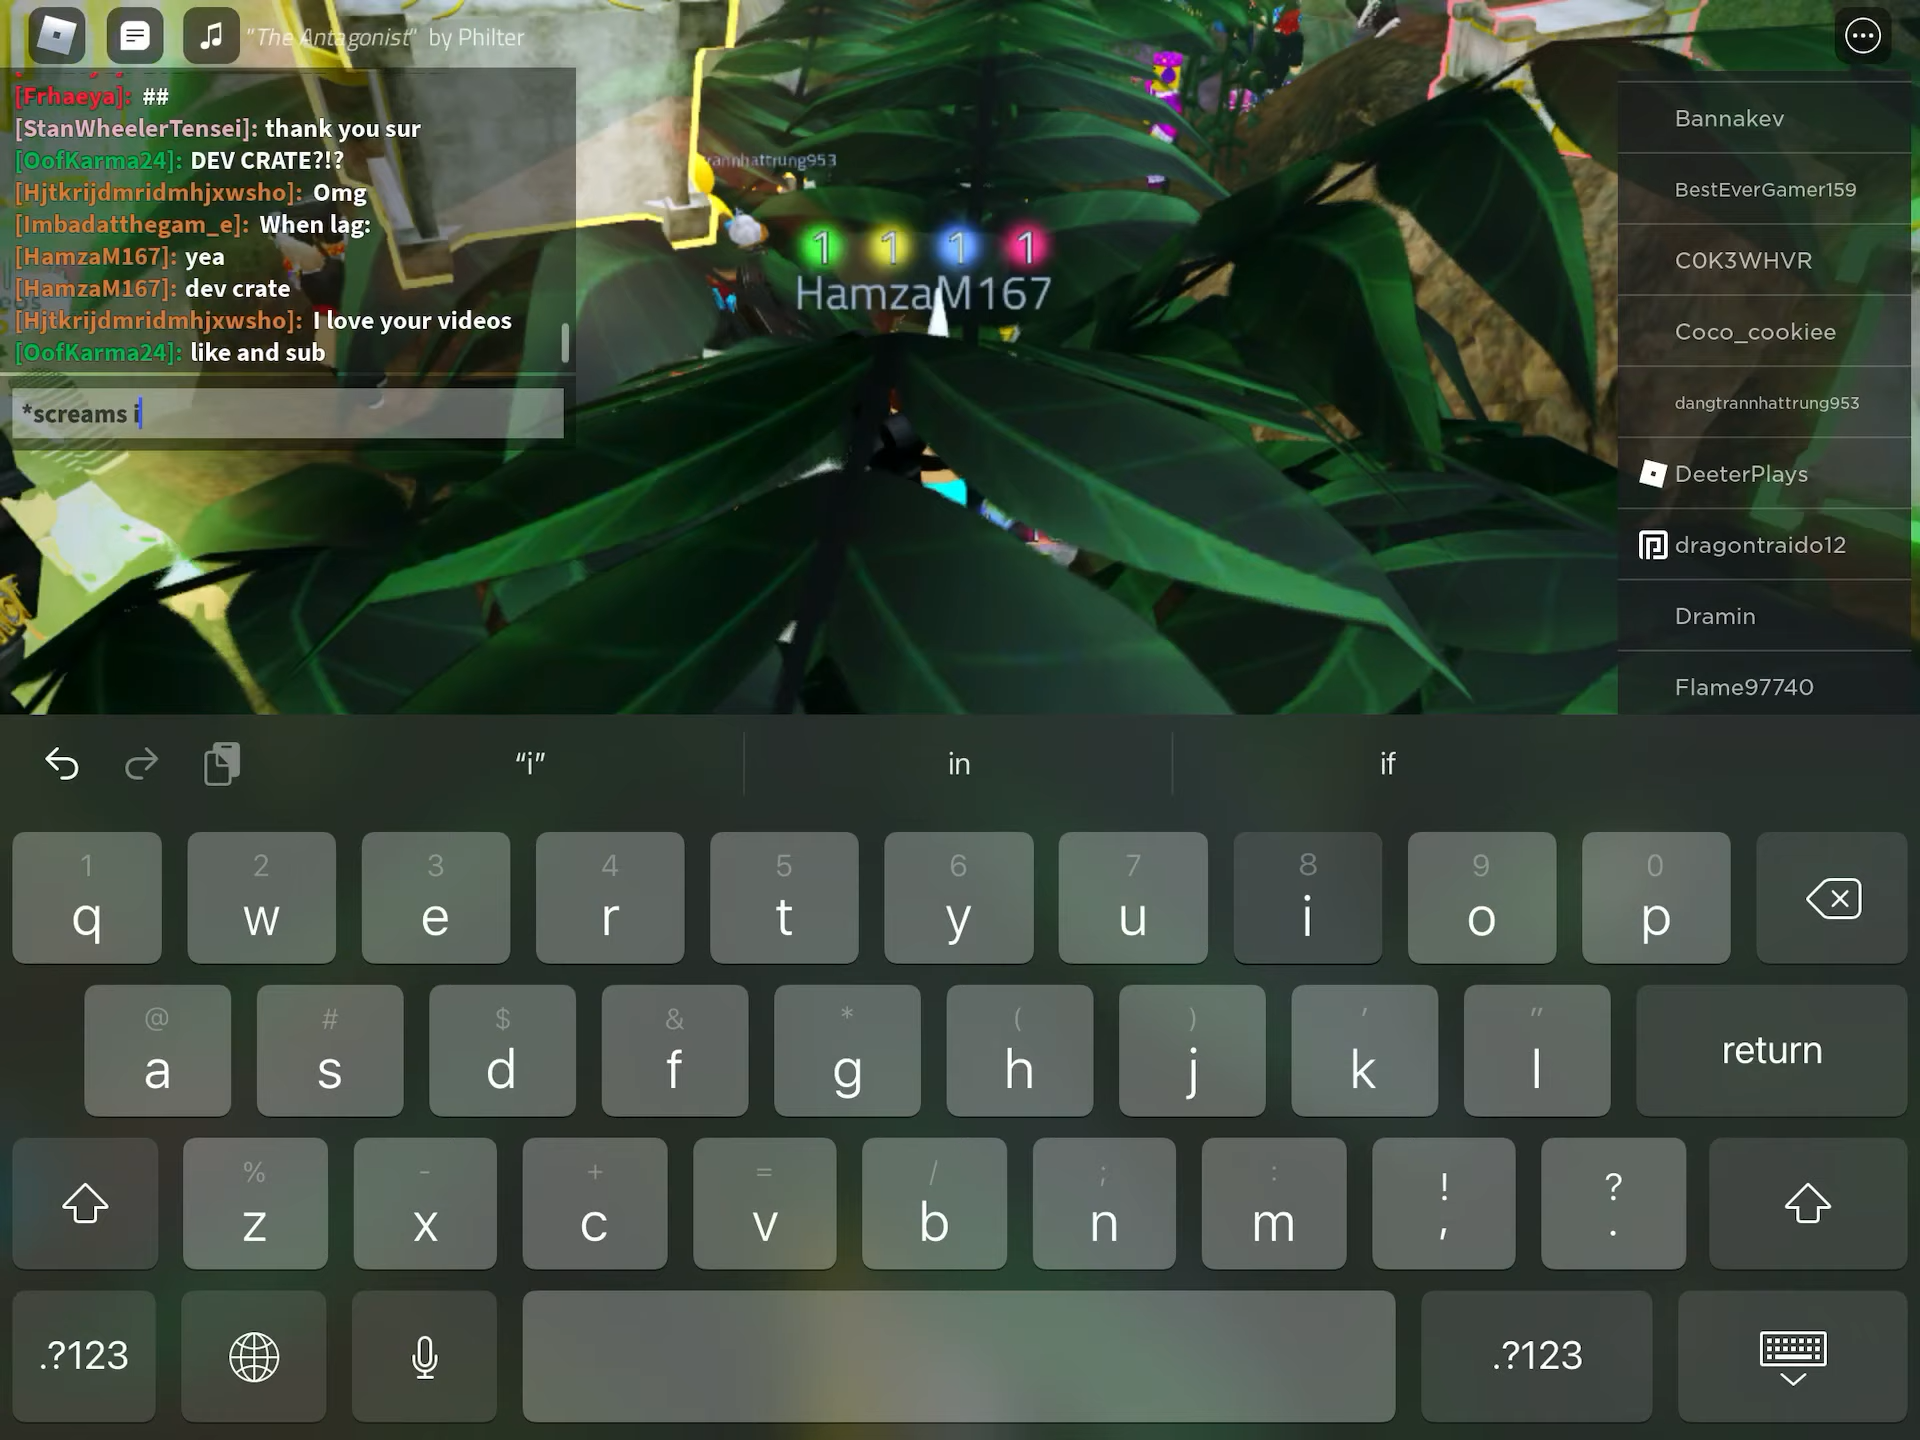 "The Antagonist" by Philter
[Frhaeya]: ##
[StanWheelerTensei]: thank you sur
[OofKarma24]: DEV CRATE?!?
[Hjtkrijdmridmhjxwsho]: Omg
[Imbadatthegam_e]: When lag:
[HamzaM167]: yea
[HamzaM167]: dev crate
[Hjtkrijdmridmhjxwsho]: I love your videos
[OofKarma24]: like and sub
*screams i
rannhattrung953
1 1 1 1
HamzaM167
Bannakev
BestEverGamer159
C0K3WHVR
Coco_cookiee
dangtrannhattrung953
DeeterPlays
dragontraido12
Dramin
Flame97740
“i” in if
1 2 3 4 5 6 7 8 9 0
q w e r t y u i o p
@ # $ & * ( ) ' "
a s d f g h j k l return
% - + = / ; : ! ?
z x c v b n m , .
.?123 .?123